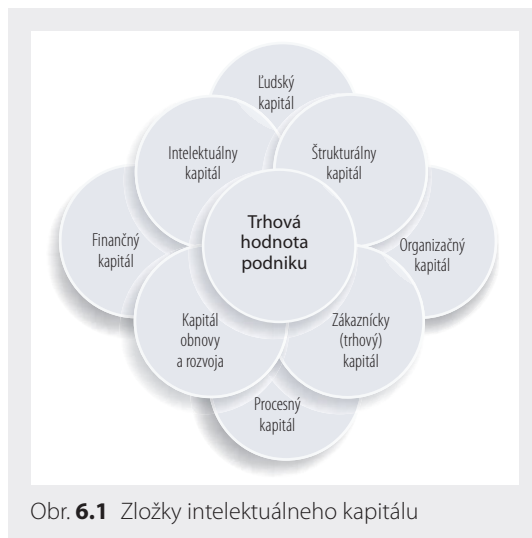 Ľudský
kapitál
Intelektuálny
kapitál
Štrukturálny
kapitál
Trhová
hodnota
podniku
Finančný
kapitál
Organizačný
kapitál
Kapitál
obnovy
a rozvoja
Zákaznícky
(trhový)
kapitál
Procesný
kapitál
Obr. 6.1 Zložky intelektuálneho kapitálu